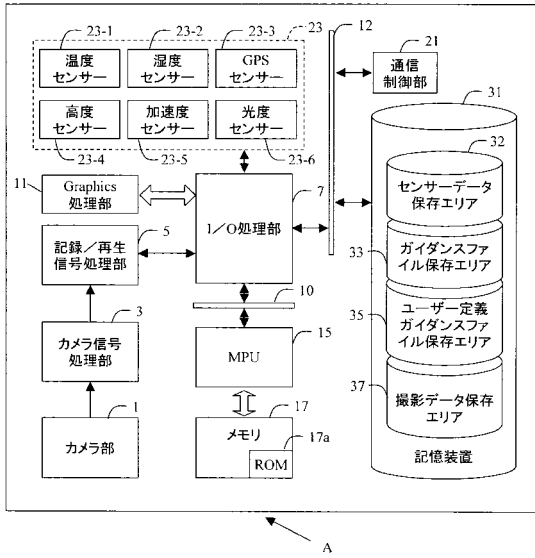 23-1
23-2
23-3
23
12
温度
センサー
湿度
センサー
GPS
センサー
21
通信
制御部
高度
センサー
加速度
センサー
光度
センサー
23-4
23-5
23-6
31
32
11
Graphics
処理部
7
I/O処理部
センサーデータ
保存エリア
5
記録/再生
信号処理部
33
ガイダンスファ
イル保存エリア
10
3
カメラ信号
処理部
15
MPU
35
ユーザー定義
ガイダンスファ
イル保存エリア
1
カメラ部
17
メモリ
17a
ROM
37
撮影データ保存
エリア
記憶装置
A